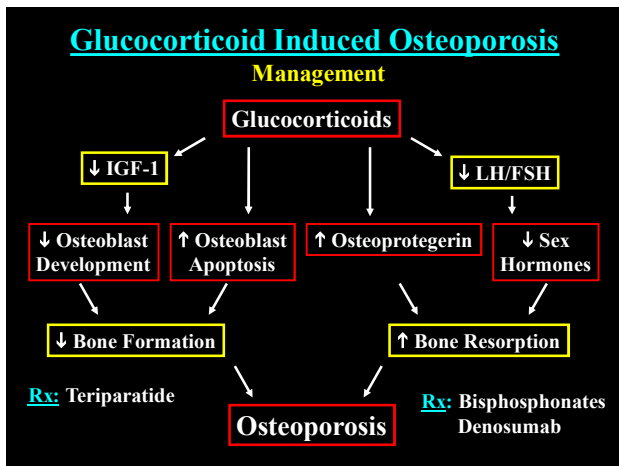 Glucocorticoid Induced Osteoporosis
Management
Glucocorticoids
↓ IGF-1
↓ LH/FSH
↓ Osteoblast
Development
↑ Osteoblast
Apoptosis
↑ Osteoprotegerin
↓ Sex
Hormones
↓ Bone Formation
↑ Bone Resorption
Rx: Teriparatide
Osteoporosis
Rx: Bisphosphonates
Denosumab